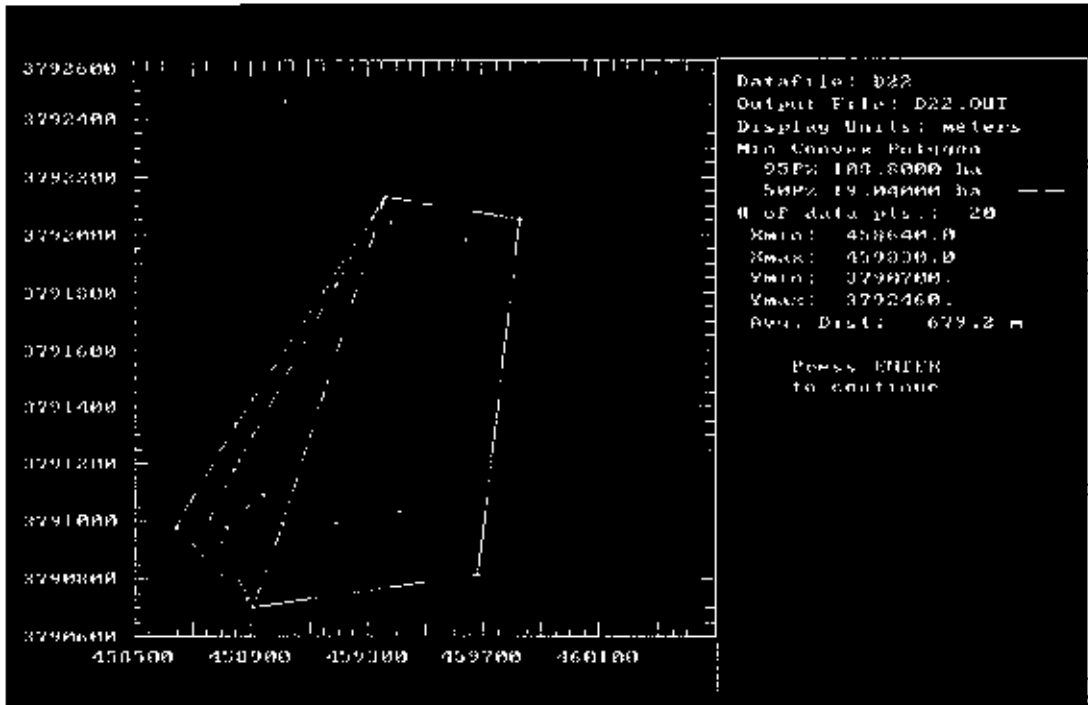 3792600
3792400
3792200
3792000
3791800
3791600
3791400
3791200
3791000
3790800
3790600
458500 458900 459300 459700 460100
Datafile: D22
Output File: D22.OUT
Display Units: meters
Min Convex Polygon
95P% 108.8000 ha
50P% 19.04000 ha
# of data pts.: 20
Xmin: 458640.0
Xmax: 459830.0
Ymin: 3790700.
Ymax: 3792460.
Avg. Dist: 679.2 m
Press ENTER
to continue